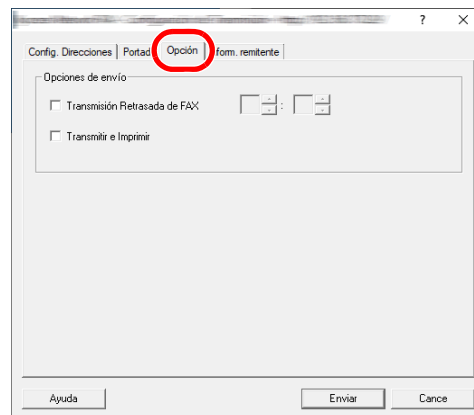 ? ×
Config. Direcciones Portad Opción form. remitente
Opciones de envío
Transmisión Retrasada de FAX :
Transmitir e Imprimir
Ayuda Enviar Cance